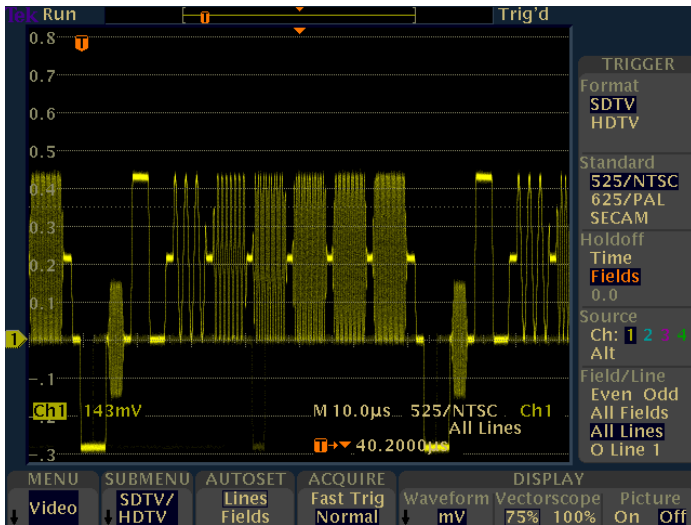 Tek Run Trig'd
0.8
T
0.7
0.6
0.5
0.4
0.3
0.2
0.1
1
-.1
-.3
Ch1 143mV M 10.0µs 525/NTSC Ch1
All Lines
T→▼ 40.2000µs
TRIGGER
Format
SDTV
HDTV
Standard
525/NTSC
625/PAL
SECAM
Holdoff
Time
Fields
0.0
Source
Ch: 1 2 3 4
Alt
Field/Line
Even Odd
All Fields
All Lines
O Line 1
MENU SUBMENU AUTOSET ACQUIRE DISPLAY
Video
SDTV/
HDTV
Lines
Fields
Fast Trig
Normal
Waveform
mV
Vectorscope
75% 100%
Picture
On Off